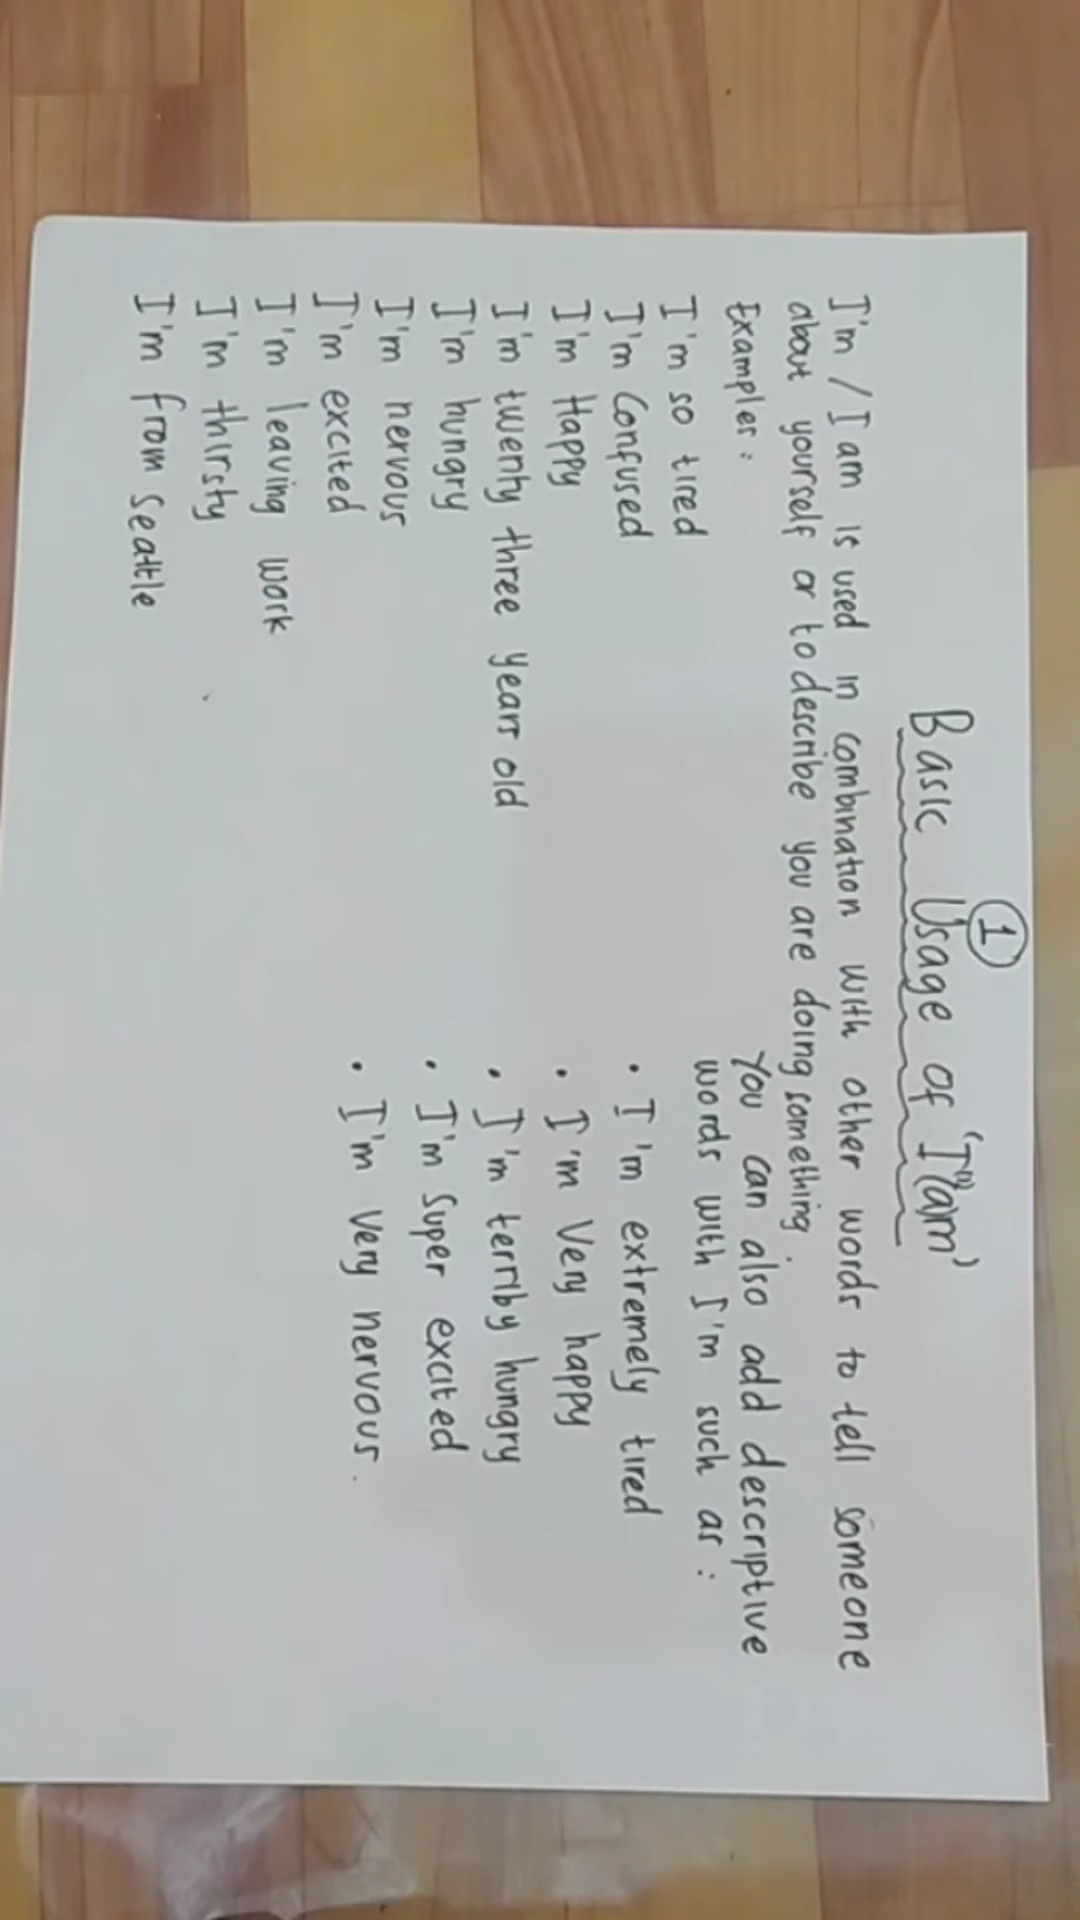 1
Basic Usage of 'I(m)am'
I'm / I am is used in combination with other words to tell someone
about yourself or to describe you are doing something.
Examples:
I'm so tired
I'm Confused
I'm Happy
I'm twenty three years old
I'm hungry
I'm nervous
I'm excited
I'm leaving work
I'm thirsty
I'm from Seattle
You can also add descriptive
words with I'm such as:
• I'm extremely tired
• I'm Very happy
• I'm terriby hungry
• I'm Super excited
• I'm Very nervous.